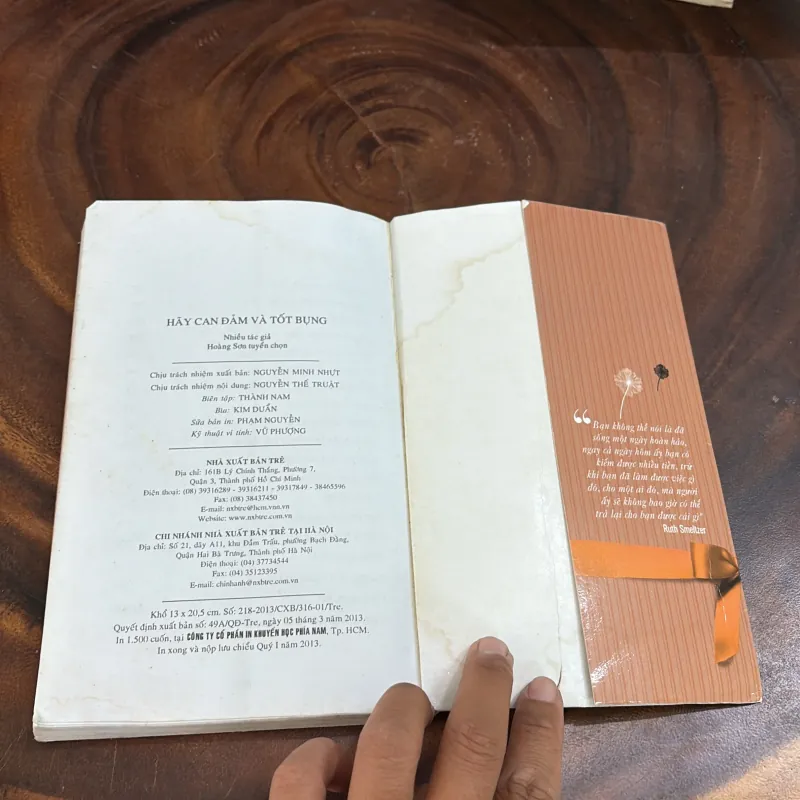 HÃY CAN ĐẢM VÀ TỐT BỤNG
Nhiều tác giả
Hoàng Sơn tuyển chọn
Chịu trách nhiệm xuất bản: NGUYỄN MINH NHỰT
Chịu trách nhiệm nội dung: NGUYỄN THẾ TRUẬT
Biên tập: THÀNH NAM
Bìa: KIM DUẨN
Sửa bản in: PHẠM NGUYỄN
Kỹ thuật vi tính: VŨ PHƯỢNG
NHÀ XUẤT BẢN TRẺ
Địa chỉ: 161B Lý Chính Thắng, Phường 7,
Quận 3, Thành phố Hồ Chí Minh
Điện thoại: (08) 39316289 - 39316211 - 39317849 - 38465596
Fax: (08) 38437450
E-mail: nxbtre@hcm.vnn.vn
Website: www.nxbtre.com.vn
CHI NHÁNH NHÀ XUẤT BẢN TRẺ TẠI HÀ NỘI
Địa chỉ: Số 21, dãy A11, khu Đầm Trấu, phường Bạch Đằng,
Quận Hai Bà Trưng, Thành phố Hà Nội
Điện thoại: (04) 37734544
Fax: (04) 35123395
E-mail: chinhanh@nxbtre.com.vn
Khổ 13 x 20,5 cm. Số: 218-2013/CXB/316-01/Tre.
Quyết định xuất bản số: 49A/QĐ-Tre, ngày 05 tháng 3 năm 2013.
In 1.500 cuốn, tại CÔNG TY CỔ PHẦN IN KHUYẾN HỌC PHÍA NAM, Tp. HCM.
In xong và nộp lưu chiểu Quý I năm 2013.
“Bạn không thể nói là đã
sống một ngày hoàn hảo,
ngay cả ngày hôm ấy bạn có
kiếm được nhiều tiền, trừ
khi bạn đã làm được việc gì
đó, cho một ai đó, mà người
ấy sẽ không bao giờ có thể
trả lại cho bạn được cái gì”
Ruth Smeltzer